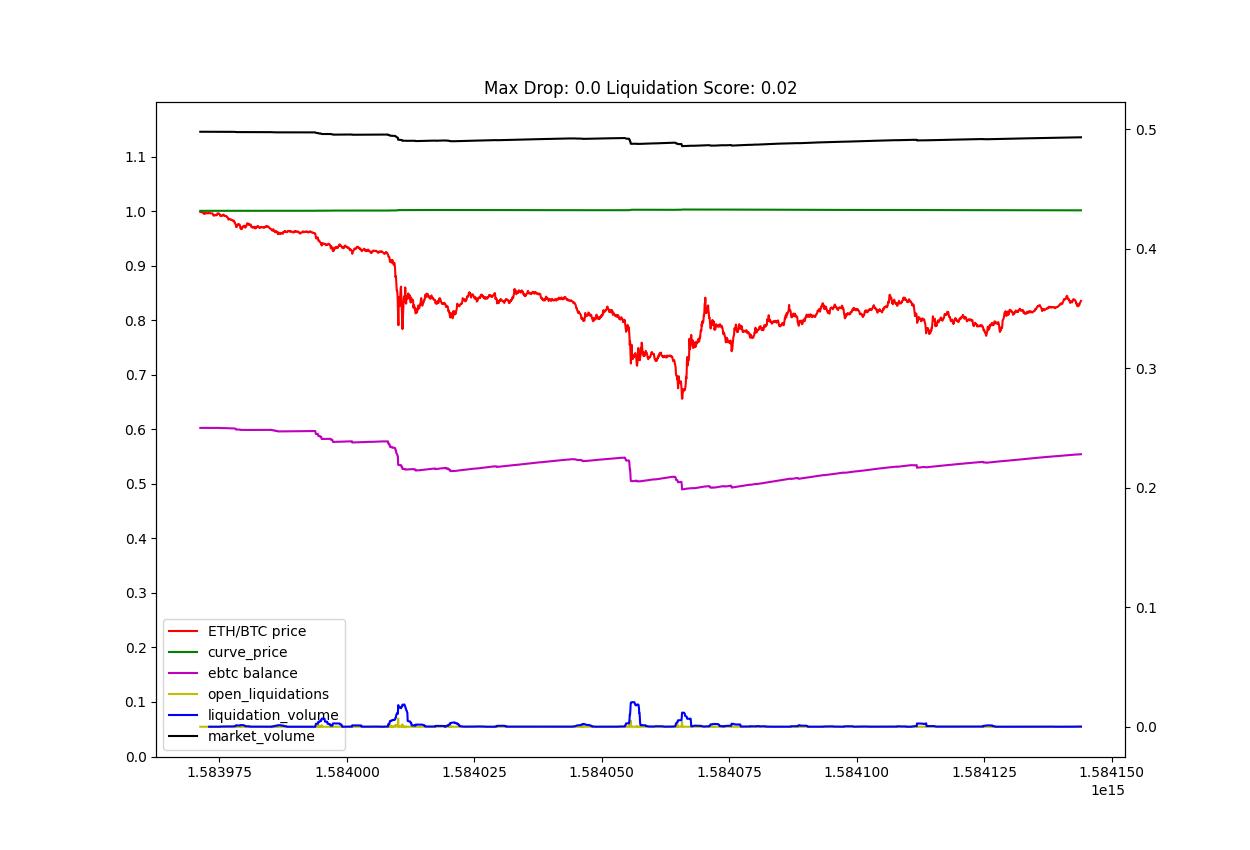 Max Drop: 0.0 Liquidation Score: 0.02
1.1
1.0
0.9
0.8
0.7
0.6
0.5
0.4
0.3
0.2
0.1
0.0
0.5
0.4
0.3
0.2
0.1
0.0
ETH/BTC price
curve_price
ebtc balance
open_liquidations
liquidation_volume
market_volume
1.583975 1.584000 1.584025 1.584050 1.584075 1.584100 1.584125 1.584150
1e15